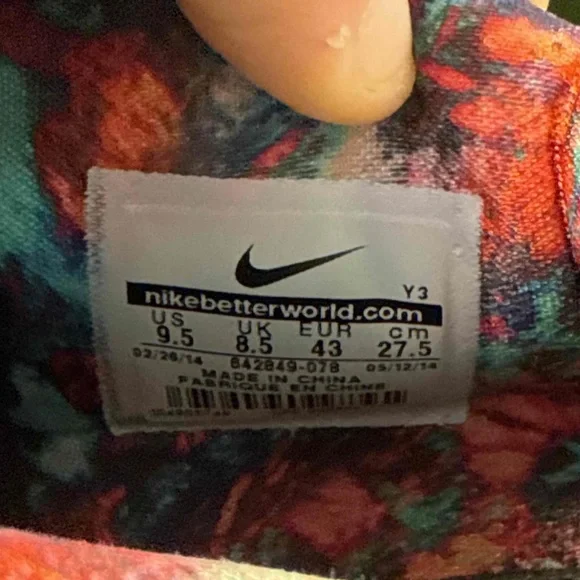 Y3
nikebetterworld.com
US UK EUR cm
9.5 8.5 43 27.5
02/26/14 642849-078 05/12/14
MADE IN CHINA
FABRIQUE EN CHINE